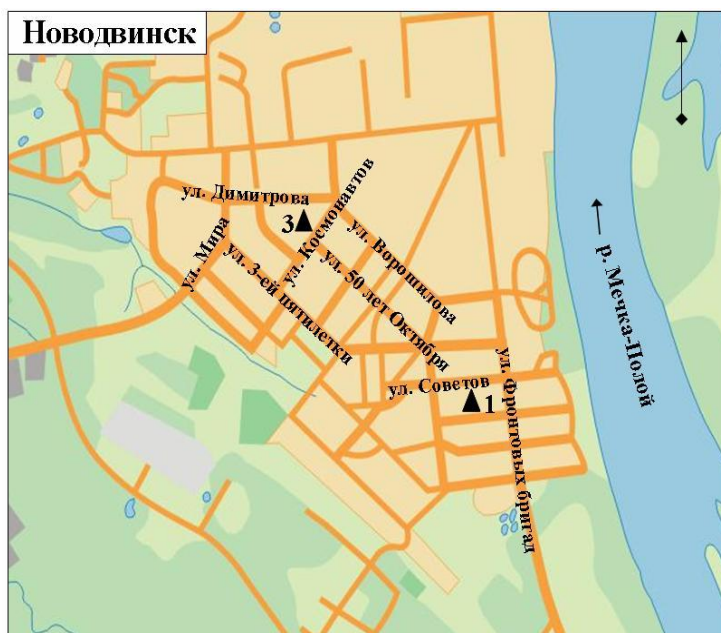 Новодвинск
ул. Димитрова
3
ул. Космонавтов
ул. Мира
ул. 3-ей пятилетки
ул. Ворошилова
ул. 50 лет Октября
р. Мечка-Полой
ул. Советов
1
ул. Фронтовых бригад